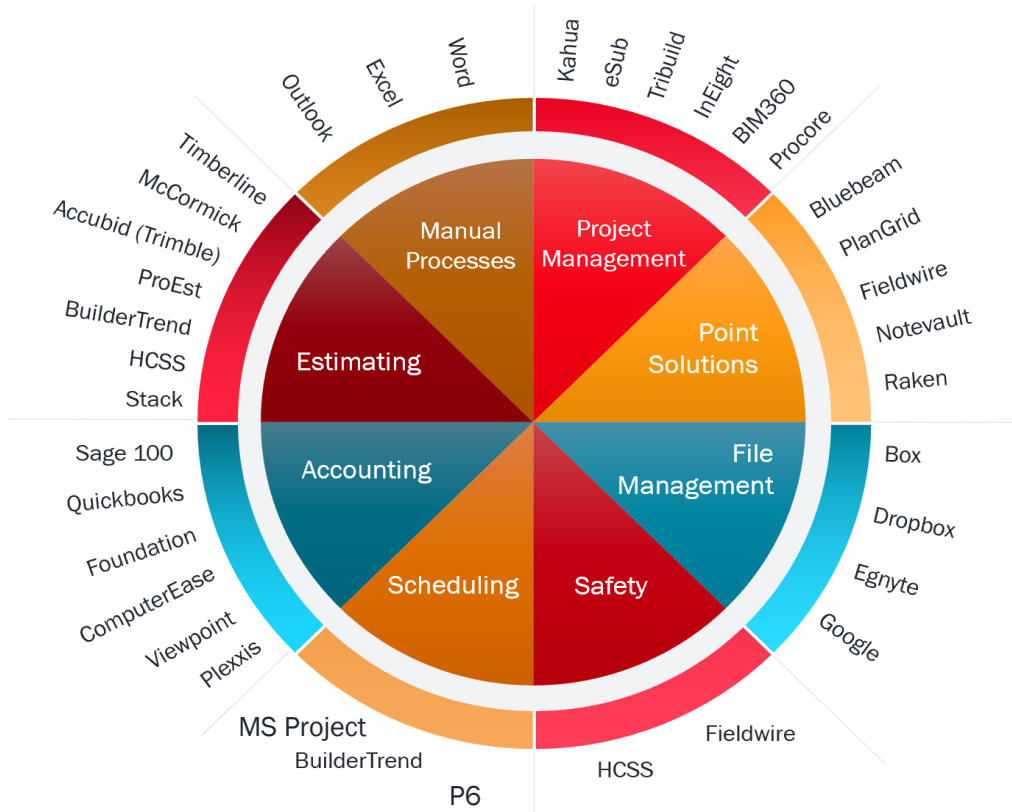 Kahua
eSub
Tribuild
InEight
BIM360
Procore
Bluebeam
PlanGrid
Fieldwire
Notevault
Raken
Box
Dropbox
Egnyte
Google
Fieldwire
HCSS
P6
BuilderTrend
MS Project
Plexxis
Viewpoint
ComputerEase
Foundation
Quickbooks
Sage 100
Stack
HCSS
BuilderTrend
ProEst
Accubid (Trimble)
McCormick
Timberline
Outlook
Excel
Word
Manual
Processes
Project
Management
Point
Solutions
File
Management
Safety
Scheduling
Accounting
Estimating